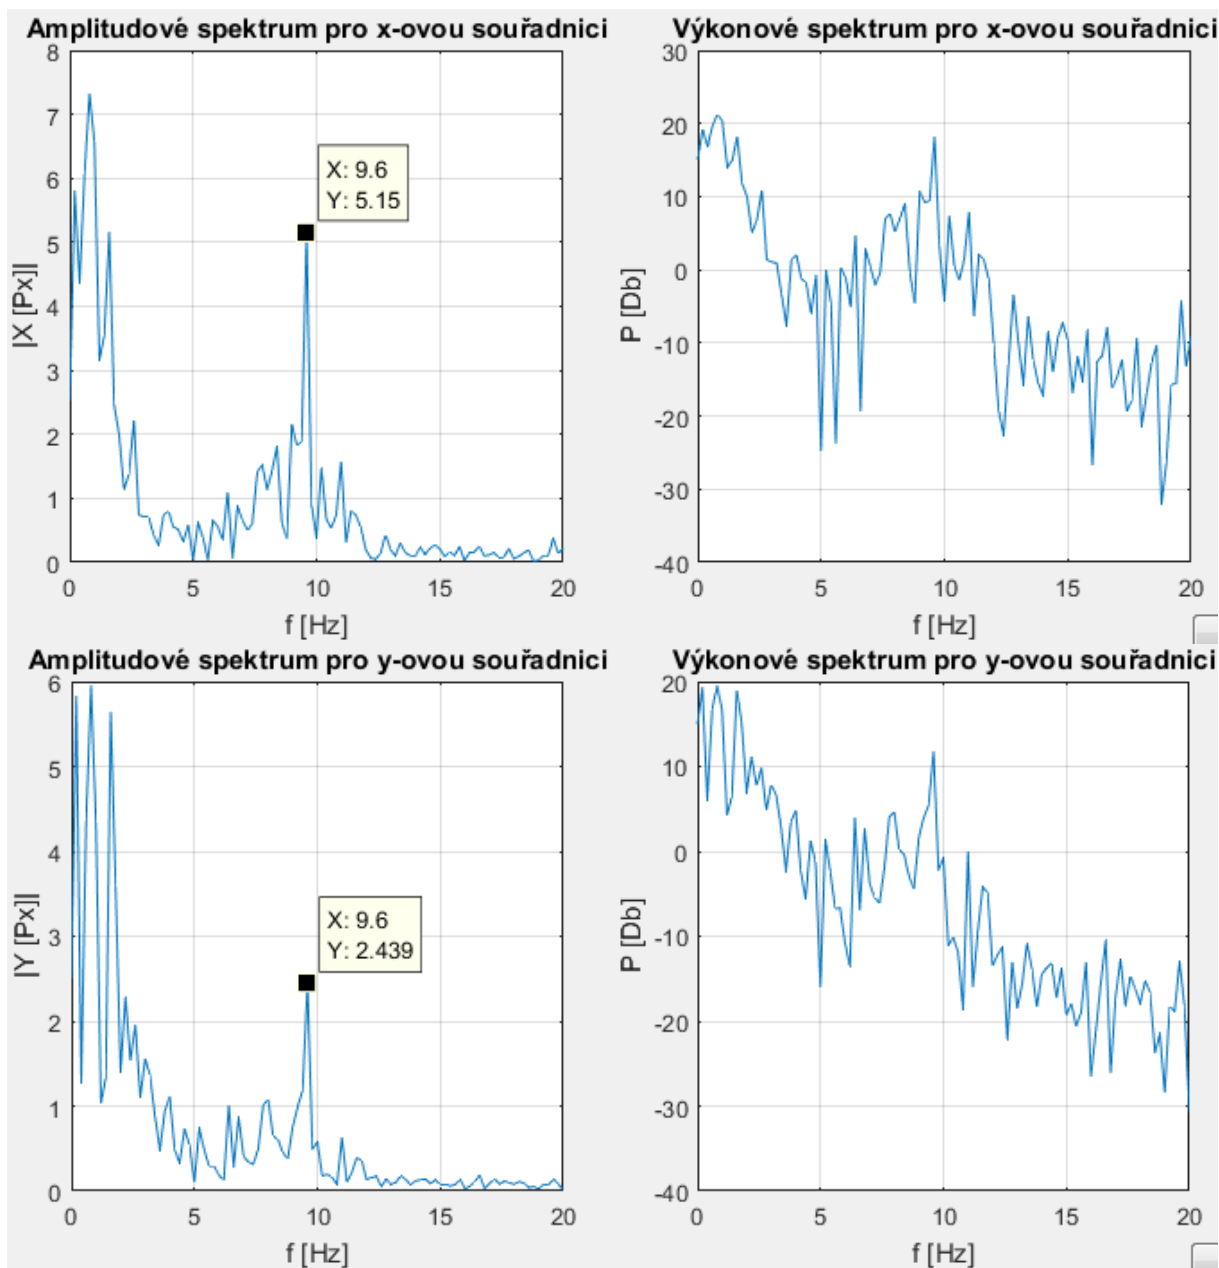 Amplitudové spektrum pro x-ovou souřadnici
8
7
6
5
4
3
2
1
0
|X [Px]|
X: 9.6
Y: 5.15
0 5 10 15 20
f [Hz]
Výkonové spektrum pro x-ovou souřadnici
30
20
10
0
-10
-20
-30
-40
P [Db]
0 5 10 15 20
f [Hz]
Amplitudové spektrum pro y-ovou souřadnici
6
5
4
3
2
1
0
|Y [Px]|
X: 9.6
Y: 2.439
0 5 10 15 20
f [Hz]
Výkonové spektrum pro y-ovou souřadnici
20
10
0
-10
-20
-30
-40
P [Db]
0 5 10 15 20
f [Hz]